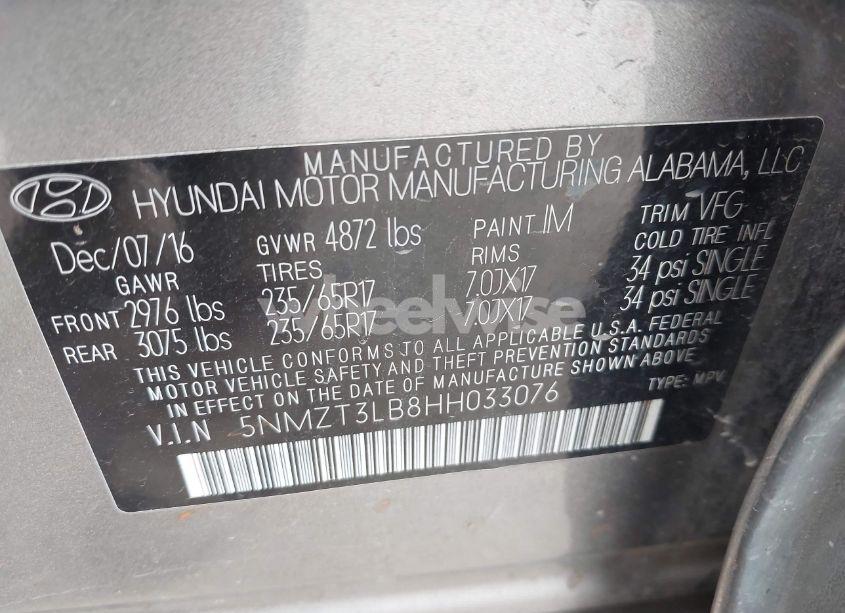 MANUFACTURED BY
HYUNDAI MOTOR MANUFACTURING ALABAMA, LLC
Dec/07/16 GVWR 4872 lbs PAINT IM TRIM VFG
GAWR TIRES RIMS COLD TIRE INFL
FRONT 2976 lbs 235/65R17 7.0JX17 34 psi SINGLE
REAR 3075 lbs 235/65R17 7.0JX17 34 psi SINGLE
THIS VEHICLE CONFORMS TO ALL APPLICABLE U.S.A. FEDERAL
MOTOR VEHICLE SAFETY AND THEFT PREVENTION STANDARDS
IN EFFECT ON THE DATE OF MANUFACTURE SHOWN ABOVE.
TYPE: MPV
V.I.N 5NMZT3LB8HH033076
wheelwise